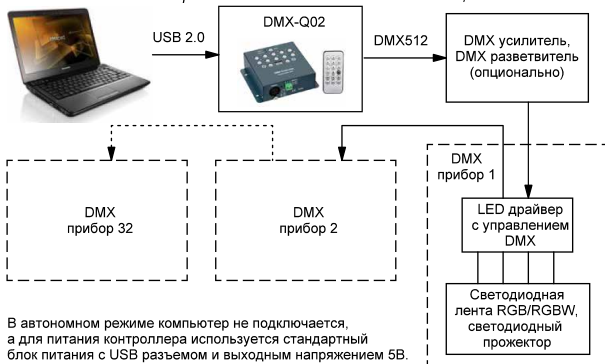 USB 2.0
DMX-Q02
DMX512
DMX усилитель,
DMX разветвитель
(опционально)
DMX
прибор 1
DMX
прибор 32
DMX
прибор 2
LED драйвер
с управлением
DMX
Светодиодная
лента RGB/RGBW,
светодиодный
прожектор
В автономном режиме компьютер не подключается,
а для питания контроллера используется стандартный
блок питания с USB разъемом и выходным напряжением 5В.